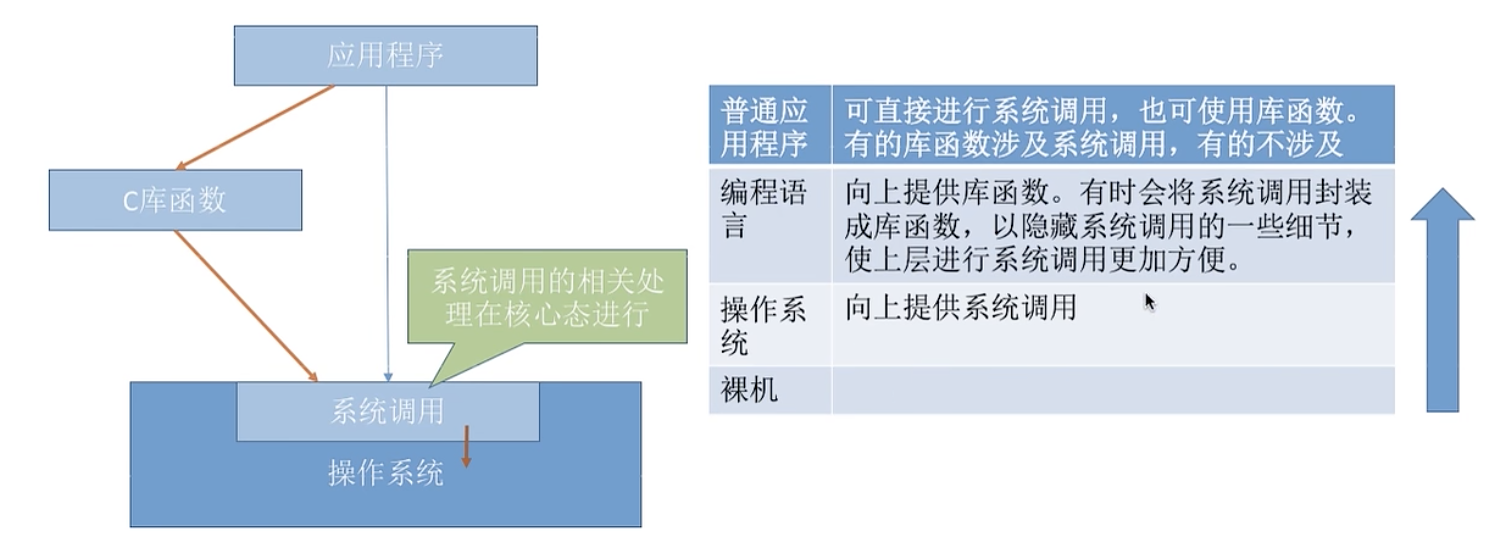 应用程序
C库函数
系统调用的相关处
理在核心态进行
系统调用
操作系统
普通应
用程序
可直接进行系统调用，也可使用库函数。
有的库函数涉及系统调用，有的不涉及
编程语
言
向上提供库函数。有时会将系统调用封装
成库函数，以隐藏系统调用的一些细节，
使上层进行系统调用更加方便。
操作系
统
向上提供系统调用
裸机